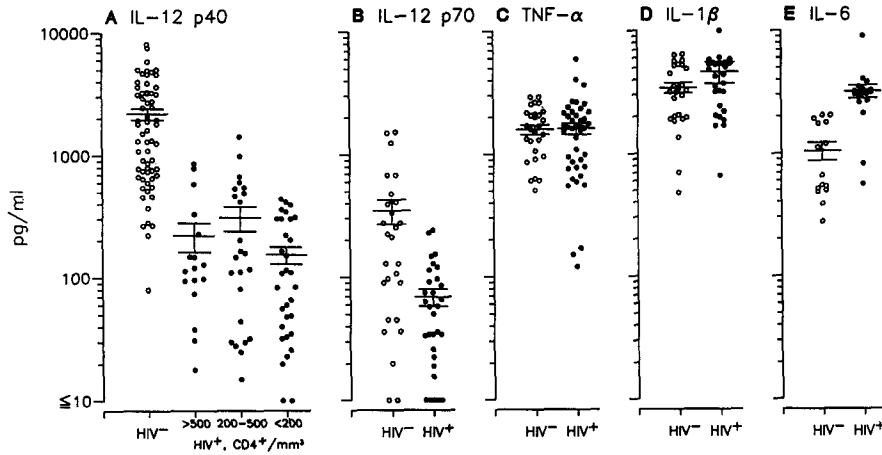 A IL-12 p40
B IL-12 p70
C TNF-α
D IL-1β
E IL-6
pg/ml
10000
1000
100
≦10
HIV⁻
>500
200-500
<200
HIV⁺, CD4⁺/mm³
HIV⁻ HIV⁺
HIV⁻ HIV⁺
HIV⁻ HIV⁺
HIV⁻ HIV⁺